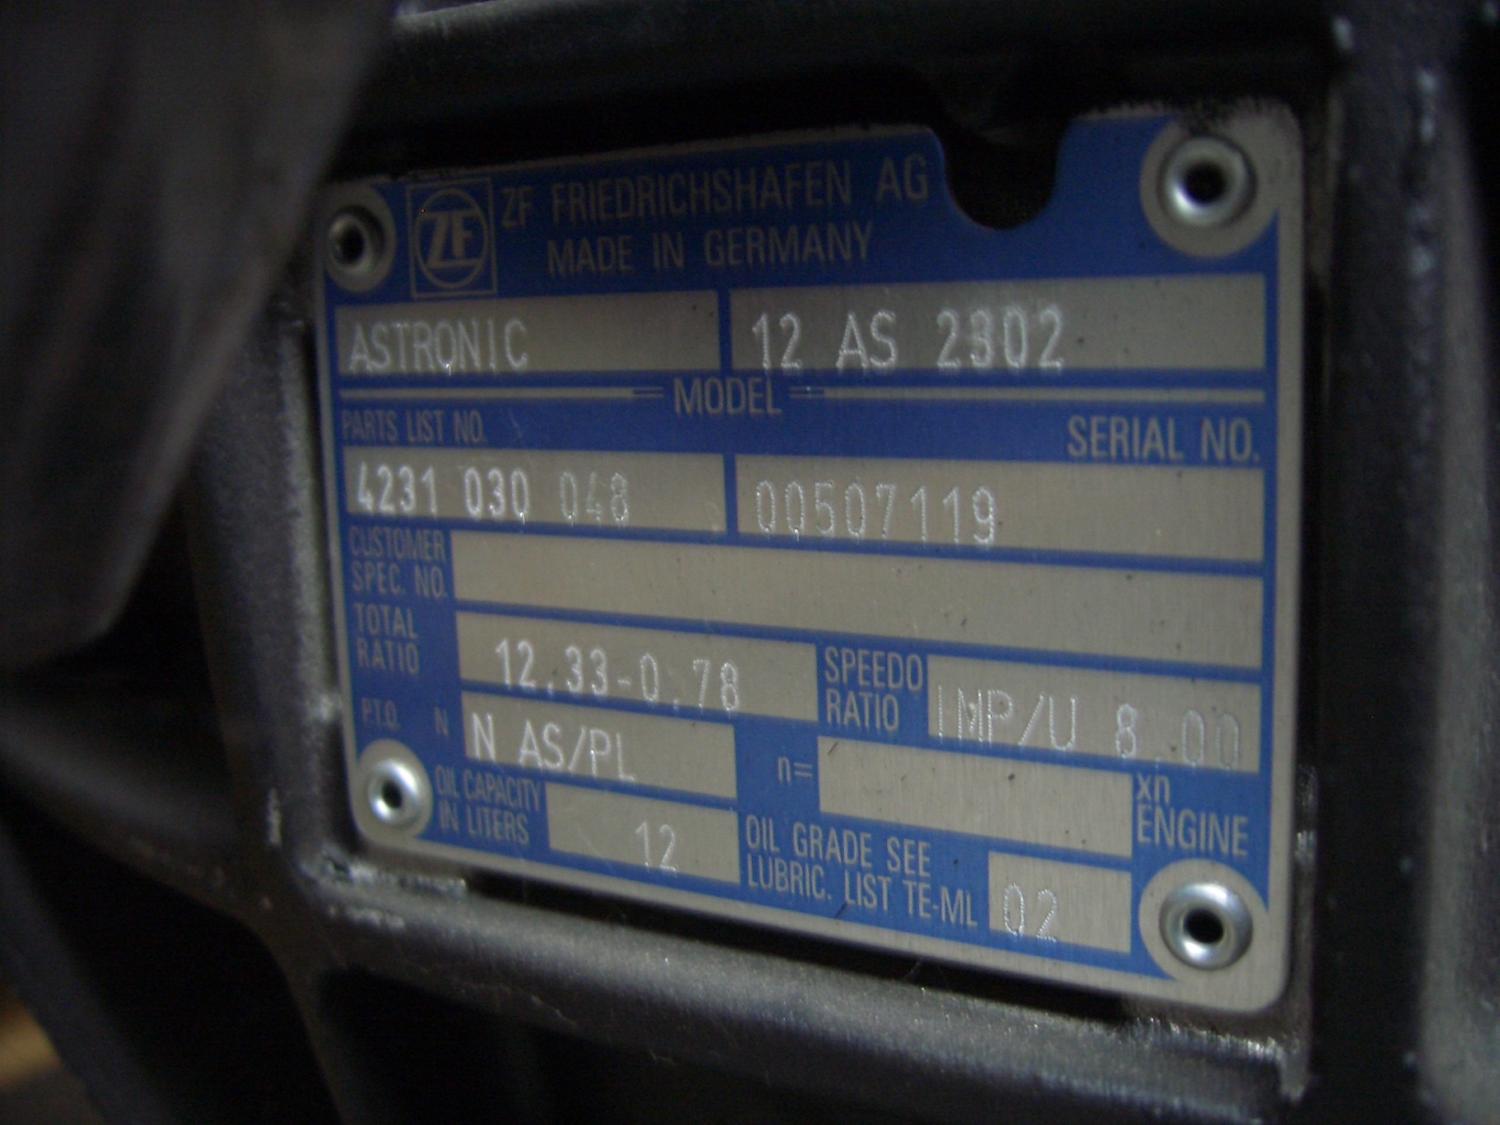 ZF ZF FRIEDRICHSHAFEN AG
MADE IN GERMANY
ASTRONIC 12 AS 2302
MODEL
PARTS LIST NO. SERIAL NO.
4231 030 048 00507119
CUSTOMER
SPEC. NO.
TOTAL
RATIO 12,33-0,78 SPEEDO
RATIO IMP/U 8,00
P.T.O. N N AS/PL n= xn
ENGINE
OIL CAPACITY
IN LITERS 12 OIL GRADE SEE
LUBRIC. LIST TE-ML 02